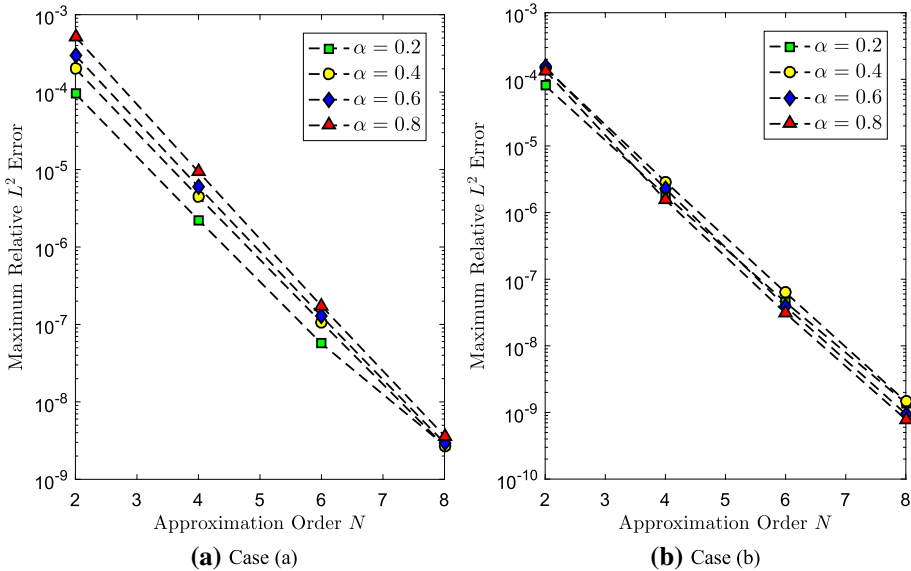 10^-3
10^-4
10^-5
10^-6
10^-7
10^-8
10^-9
Maximum Relative L^2 Error
2 3 4 5 6 7 8
Approximation Order N
α = 0.2
α = 0.4
α = 0.6
α = 0.8
(a) Case (a)
10^-3
10^-4
10^-5
10^-6
10^-7
10^-8
10^-9
10^-10
Maximum Relative L^2 Error
2 3 4 5 6 7 8
Approximation Order N
α = 0.2
α = 0.4
α = 0.6
α = 0.8
(b) Case (b)